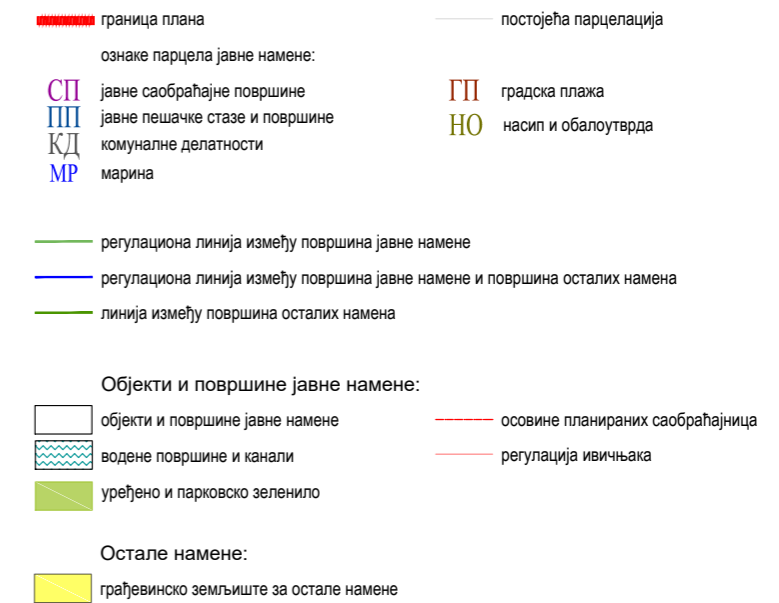 граница плана
постојећа парцелација
ознаке парцела јавне намене:
СП јавне саобраћајне површине
ГП градска плажа
ПП јавне пешачке стазе и површине
НО насип и обалоутврда
КД комуналне делатности
МР марина
регулациона линија између површина јавне намене
регулациона линија између површина јавне намене и површина осталих намена
линија између површина осталих намена
Објекти и површине јавне намене:
објекти и површине јавне намене
осовине планираних саобраћајница
водене површине и канали
регулација ивичњака
уређено и парковско зеленило
Остале намене:
грађевинско земљиште за остале намене